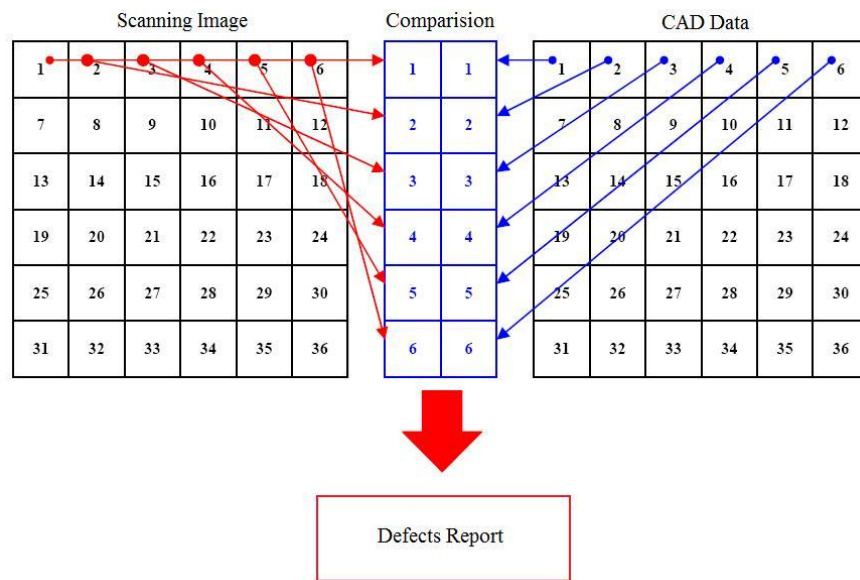 Scanning Image Comparision CAD Data
1 2 3 4 5 6 1 1 1 2 3 4 5 6
7 8 9 10 11 12 2 2 7 8 9 10 11 12
13 14 15 16 17 18 3 3 13 14 15 16 17 18
19 20 21 22 23 24 4 4 19 20 21 22 23 24
25 26 27 28 29 30 5 5 25 26 27 28 29 30
31 32 33 34 35 36 6 6 31 32 33 34 35 36
Defects Report